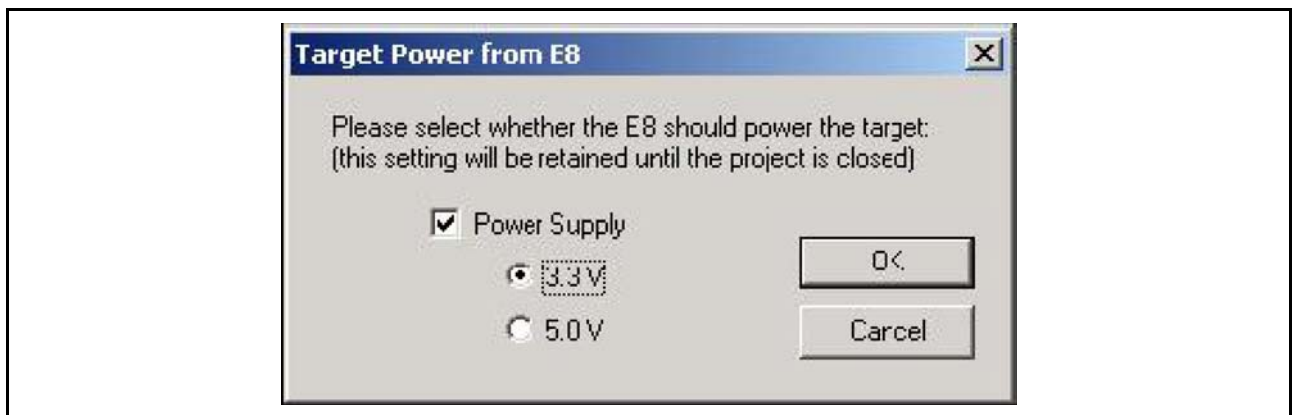 Target Power from E8
Please select whether the E8 should power the target:
(this setting will be retained until the project is closed)
Power Supply
3.3 V
5.0 V
OK
Cancel